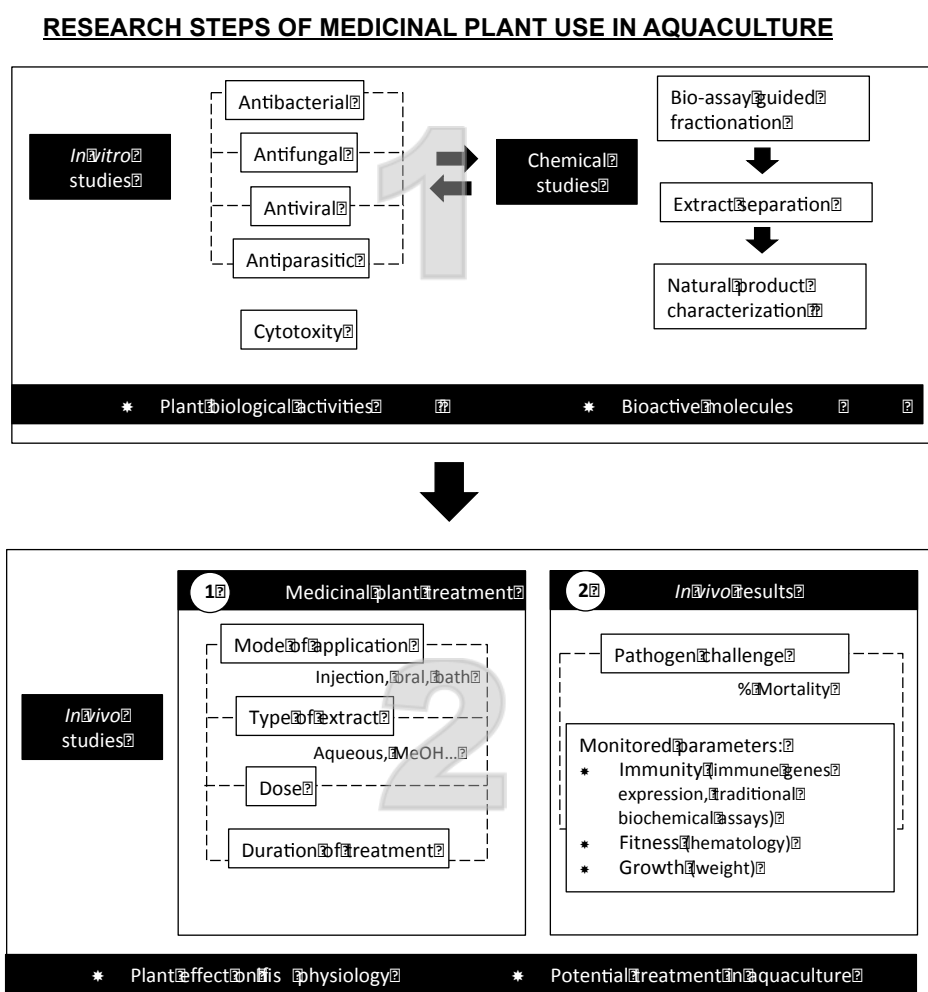 RESEARCH STEPS OF MEDICINAL PLANT USE IN AQUACULTURE
In vitro
studies
Antibacterial
Antifungal
Antiviral
Antiparasitic
Cytotoxity
1
Chemical
studies
Bio-assay guided
fractionation
Extract separation
Natural product
characterization
* Plant biological activities
* Bioactive molecules
In vivo
studies
1 Medicinal plant treatment
Mode of application
Injection, oral, bath
Type of extract
Aqueous, MeOH...
Dose
Duration of treatment
2
2 In vivo results
Pathogen challenge
% Mortality
Monitored parameters:
* Immunity (immune genes
expression, traditional
biochemical assays)
* Fitness (hematology)
* Growth (weight)
* Plant effect on fis physiology
* Potential treatment in aquaculture